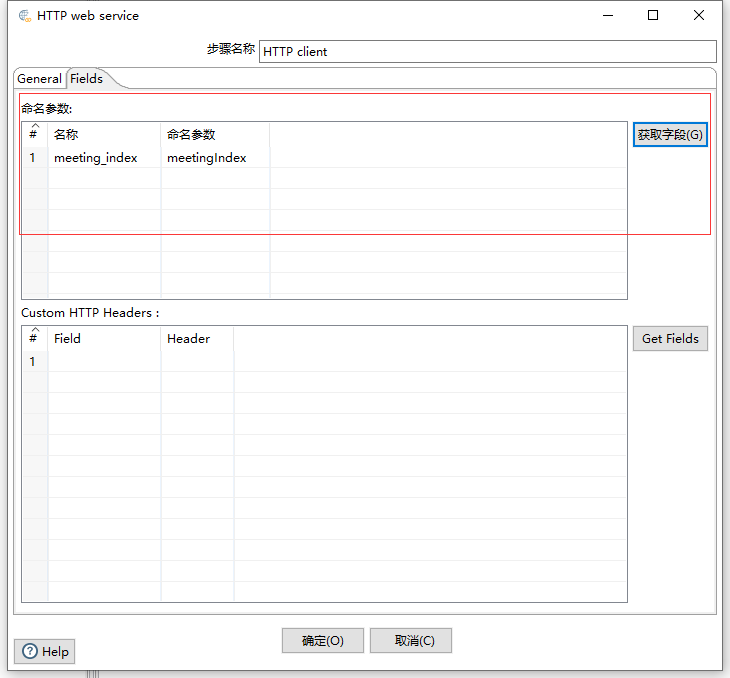 HTTP web service
步骤名称 HTTP client
General Fields
命名参数:
# 名称 命名参数 获取字段(G)
1 meeting_index meetingIndex
Custom HTTP Headers :
# Field Header Get Fields
1
确定(O) 取消(C)
? Help